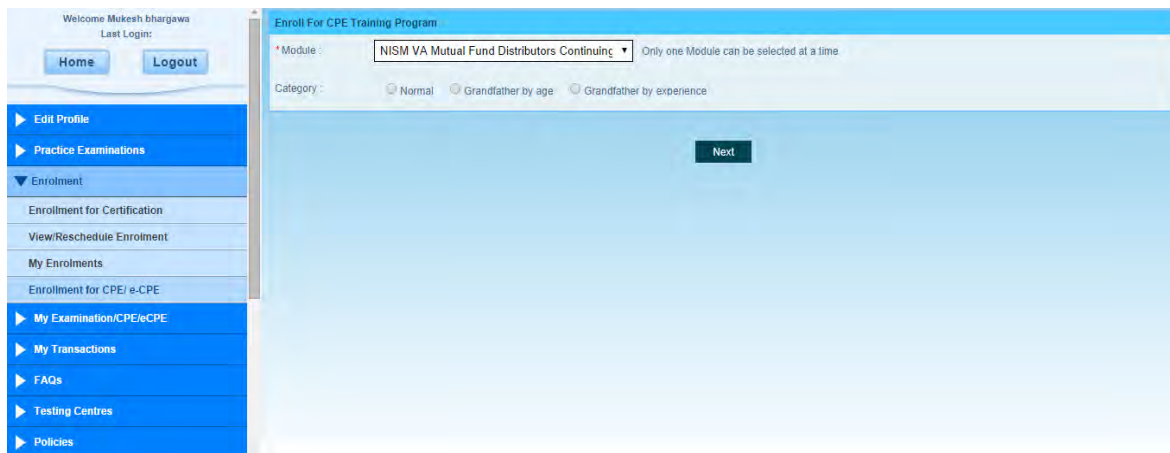 Welcome Mukesh bhargawa
Last Login:
Home Logout
Edit Profile
Practice Examinations
Enrolment
Enrollment for Certification
View/Reschedule Enrolment
My Enrolments
Enrollment for CPE/ e-CPE
My Examination/CPE/eCPE
My Transactions
FAQs
Testing Centres
Policies
Enroll For CPE Training Program
*Module : NISM VA Mutual Fund Distributors Continuing Only one Module can be selected at a time
Category : Normal Grandfather by age Grandfather by experience
Next